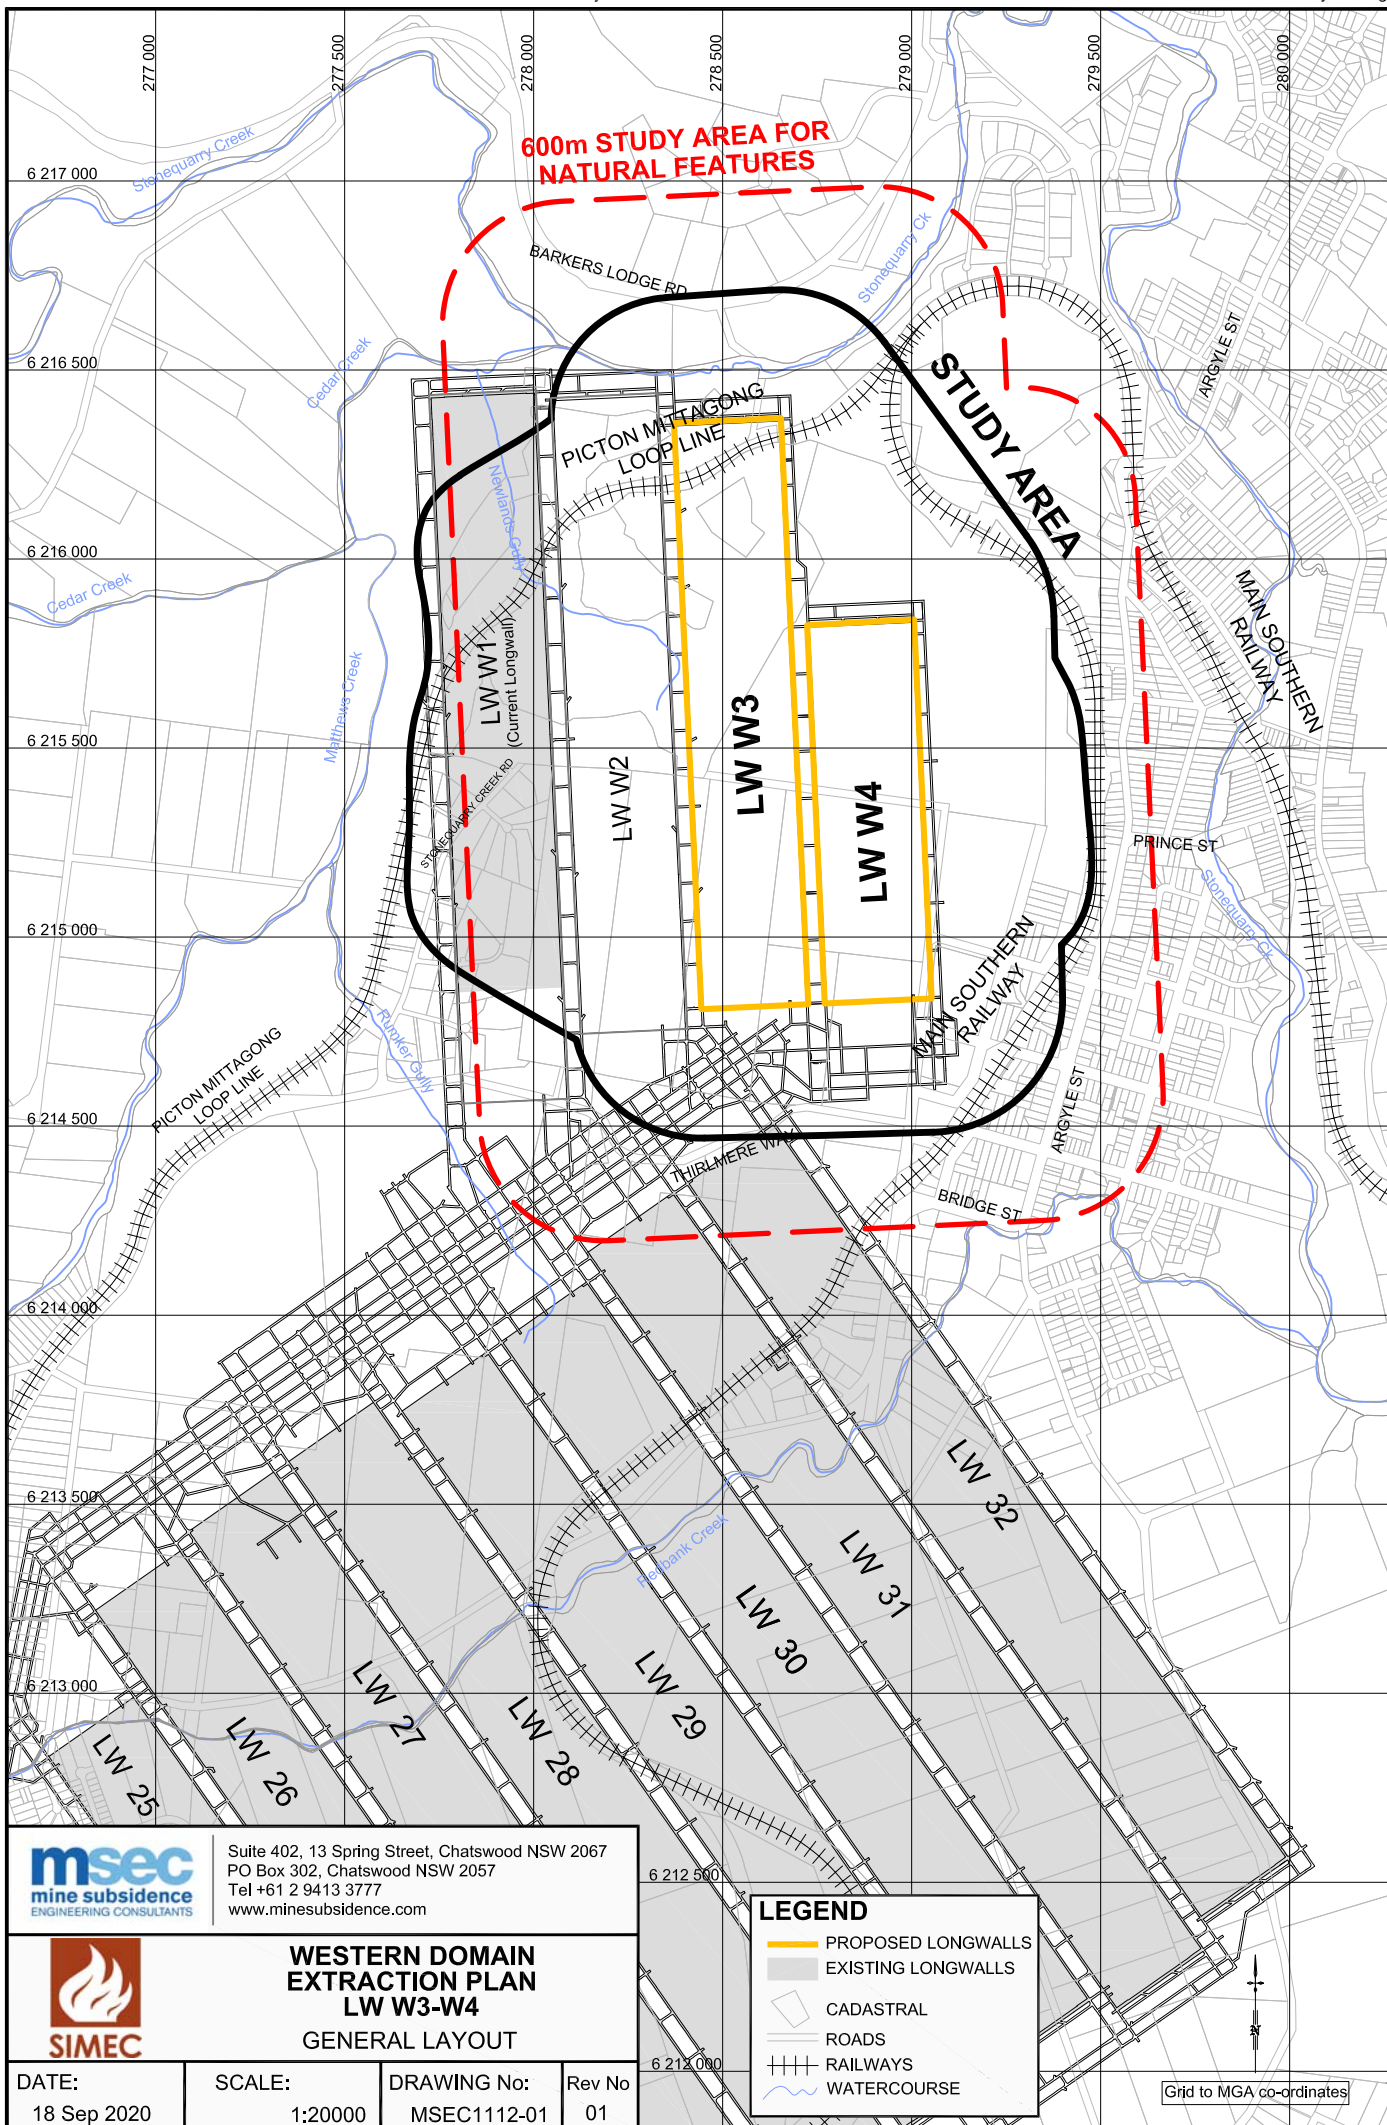 277 000
277 500
278 000
278 500
279 000
279 500
280 000
600m STUDY AREA FOR
NATURAL FEATURES
Stonequarry Creek
6 217 000
BARKERS LODGE RD
Stonequarry Ck
ARGYLE ST
Cedar Creek
6 216 500
STUDY AREA
PICTON MITTAGONG
LOOP LINE
Newlands Gully
6 216 000
Cedar Creek
MAIN SOUTHERN
RAILWAY
Matthews Creek
LW W1
(Current Longwall)
6 215 500
LW W3
LW W2
LW W4
STONEQUARRY CREEK RD
PRINCE ST
Stonequarry Ck
6 215 000
MAIN SOUTHERN
RAILWAY
Rumker Gully
PICTON MITTAGONG
LOOP LINE
6 214 500
ARGYLE ST
THIRLMERE WAY
BRIDGE ST
6 214 000
6 213 500
LW 32
Redbank Creek
LW 31
LW 30
LW 29
6 213 000
LW 28
LW 27
LW 26
LW 25
msec
mine subsidence
ENGINEERING CONSULTANTS
Suite 402, 13 Spring Street, Chatswood NSW 2067
PO Box 302, Chatswood NSW 2057
Tel +61 2 9413 3777
www.minesubsidence.com
6 212 500
SIMEC
WESTERN DOMAIN
EXTRACTION PLAN
LW W3-W4
GENERAL LAYOUT
6 212 000
LEGEND
PROPOSED LONGWALLS
EXISTING LONGWALLS
CADASTRAL
ROADS
RAILWAYS
WATERCOURSE
N
Grid to MGA co-ordinates
DATE:
18 Sep 2020
SCALE:
1:20000
DRAWING No:
MSEC1112-01
Rev No
01